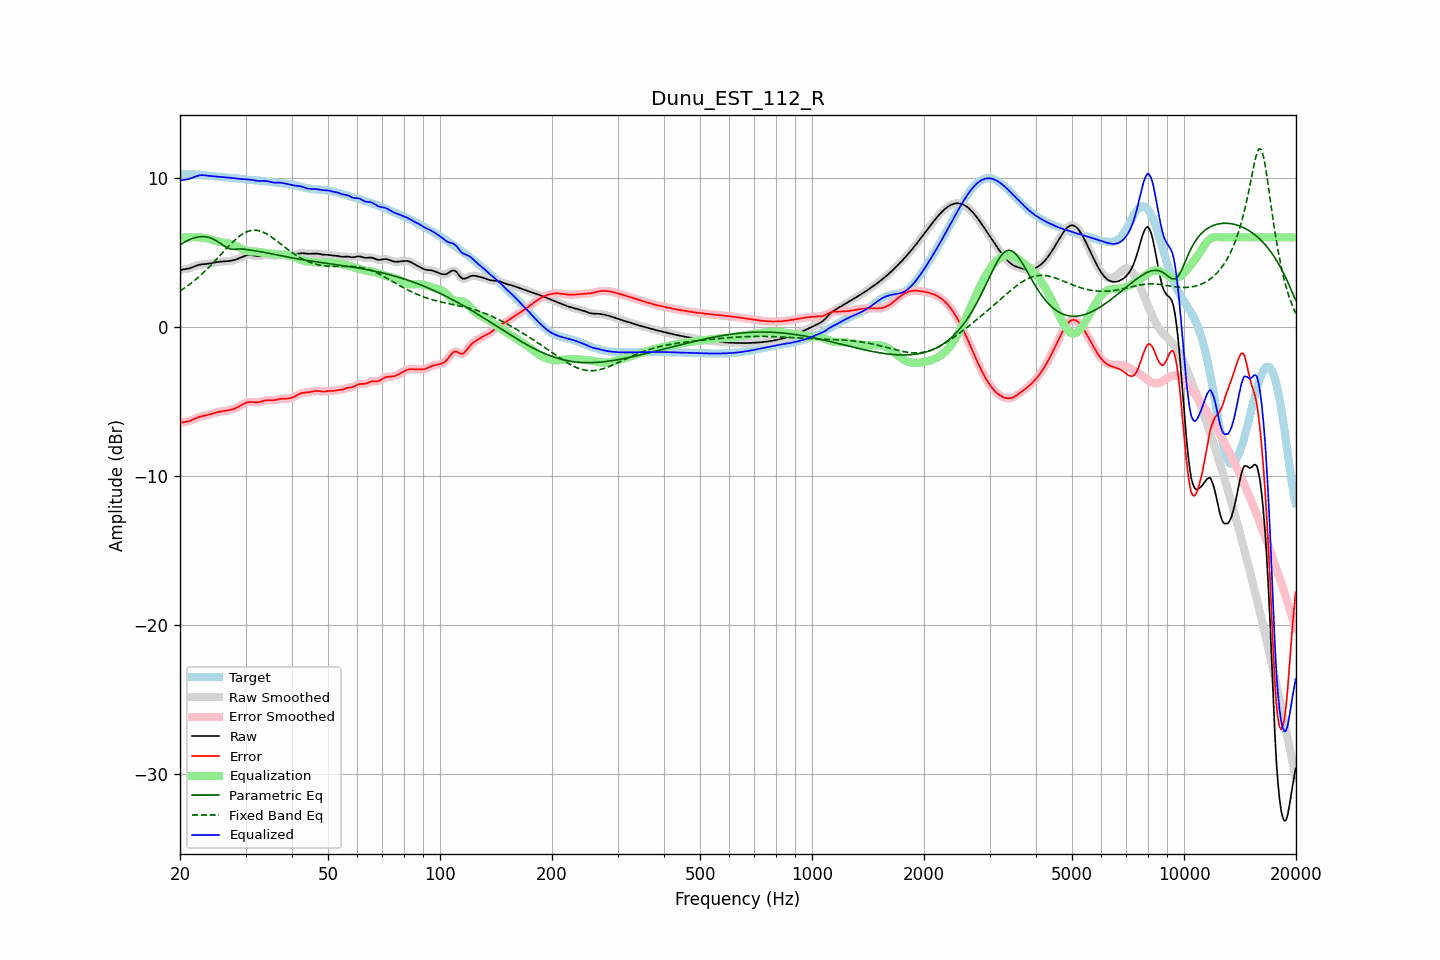 Dunu_EST_112_R
Amplitude (dBr)
10
0
−10
−20
−30
Target
Raw Smoothed
Error Smoothed
Raw
Error
Equalization
Parametric Eq
Fixed Band Eq
Equalized
20
50
100
200
500
1000
2000
5000
10000
20000
Frequency (Hz)